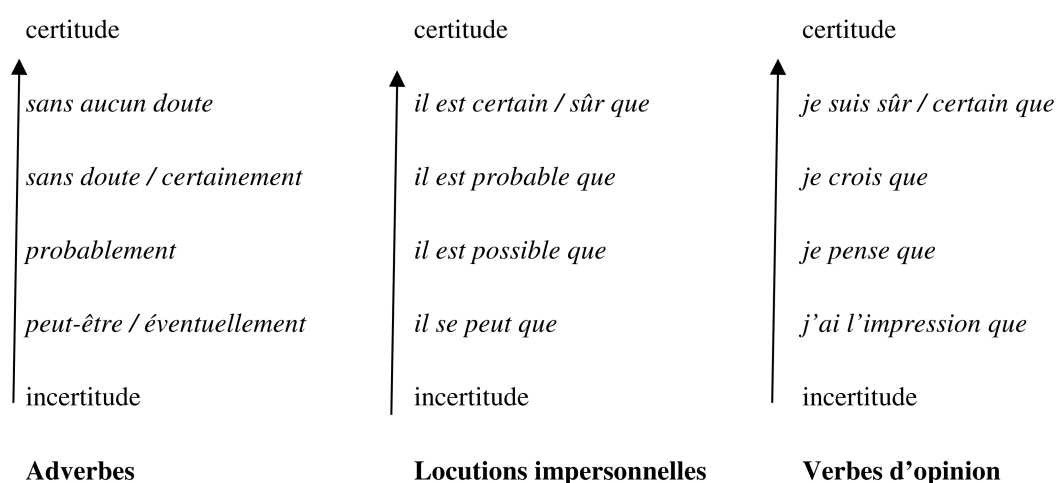 certitude certitude certitude
sans aucun doute il est certain / sûr que je suis sûr / certain que
sans doute / certainement il est probable que je crois que
probablement il est possible que je pense que
peut-être / éventuellement il se peut que j’ai l’impression que
incertitude incertitude incertitude
Adverbes Locutions impersonnelles Verbes d’opinion